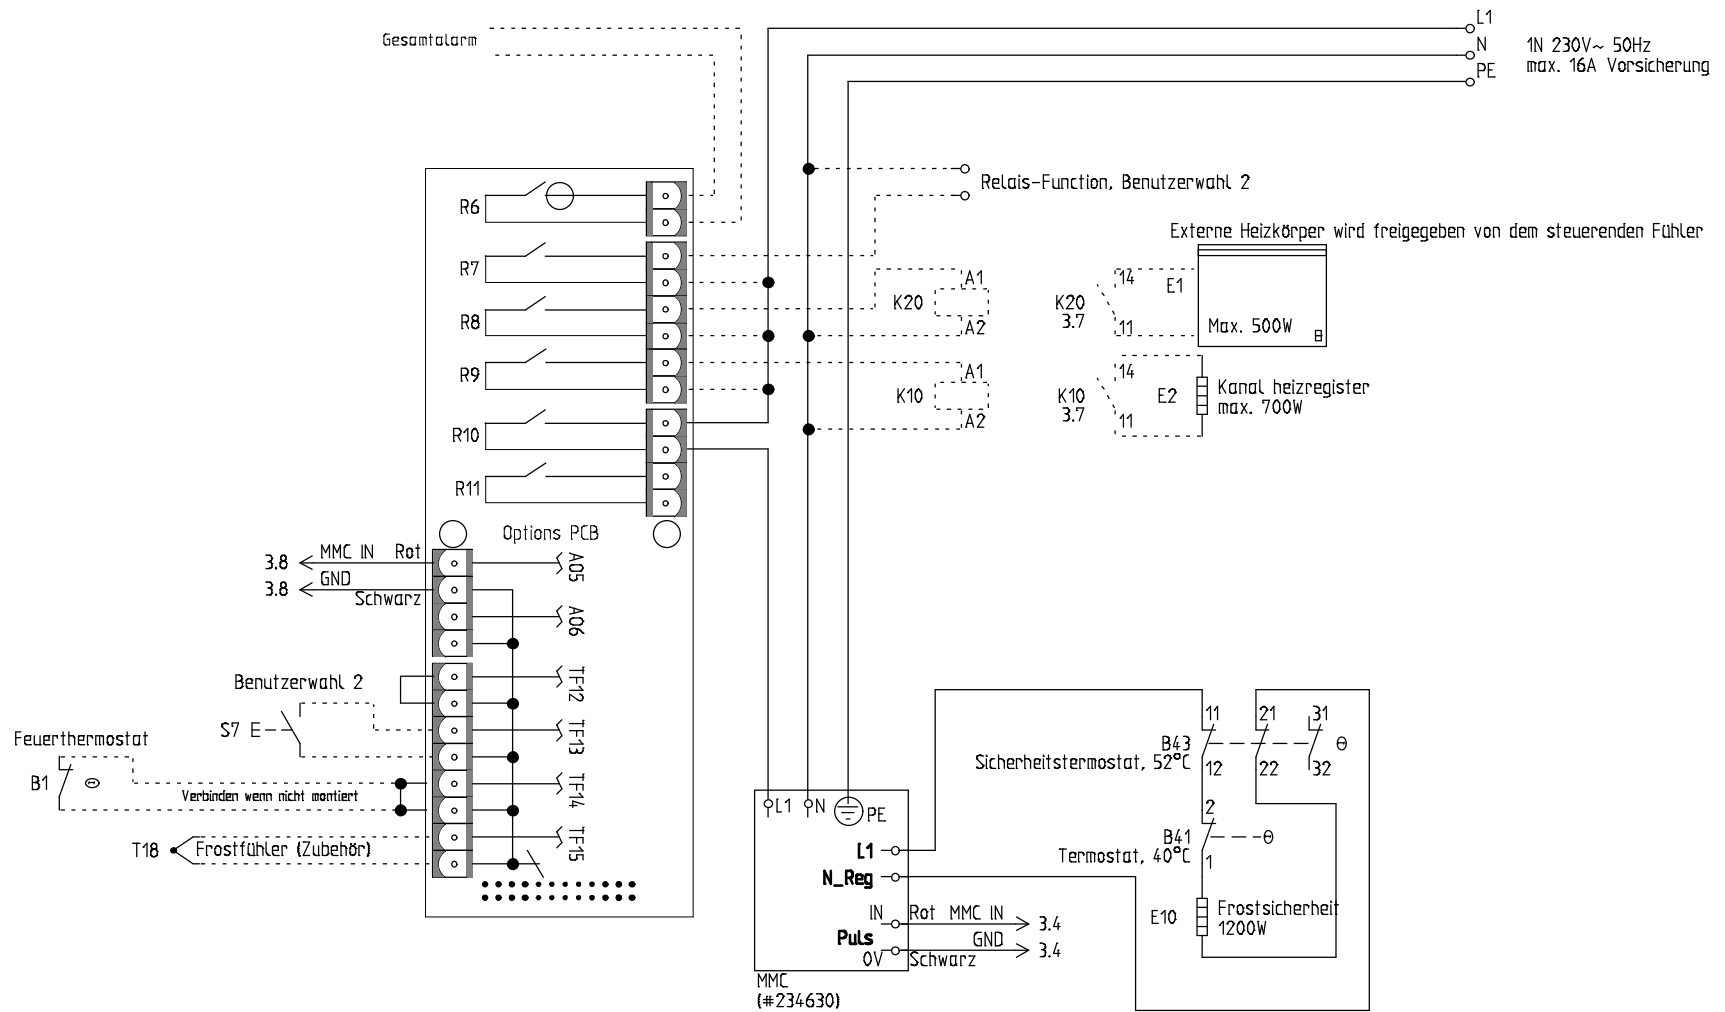 L1
Gesamtalarm
N
1N 230V~ 50Hz
max. 16A Vorsicherung
PE
Relais-Function, Benutzerwahl 2
R6
Externe Heizkörper wird freigegeben von dem steuerenden Fühler
R7
A1
14
E1
K20
K20
3.7
R8
A2
11
Max. 500W
R9
A1
14
K10
K10
3.7
E2
Kanal heizregister
max. 700W
A2
11
R10
R11
Options PCB
3.8
MMC IN
Rot
A05
3.8
GND
Schwarz
A06
TF12
Benutzerwahl 2
S7
TF13
Feuerthermostat
B1
Verbinden wenn nicht montiert
TF14
T18
Frostfühler (Zubehör)
TF15
11
21
31
B43
Sicherheitstermostat, 52°C
12
22
32
L1
N
PE
2
B41
Termostat, 40°C
1
L1
N_Reg
E10
Frostsicherheit
1200W
IN
Rot
MMC IN
3.4
Puls
GND
3.4
0V
Schwarz
MMC
(#234630)